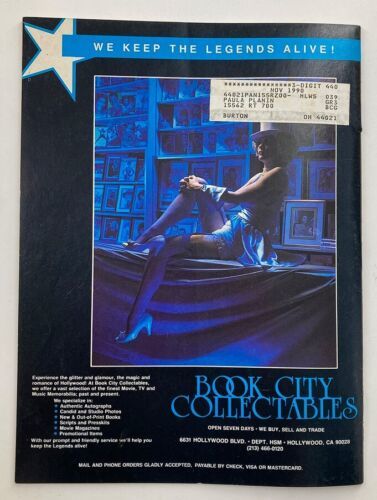 WE KEEP THE LEGENDS ALIVE!
******************3-DIGIT 440
NOV 1990
44021PAN155RZ00- HLWS 039
PAULA PLANIN GR3
15562 RT 700 BCG
BURTON OH 44021
Experience the glitter and glamour, the magic and
romance of Hollywood! At Book City Collectables,
we offer a vast selection of the finest Movie, TV and
Music Memorabilia; past and present.
We specialize in:
• Authentic Autographs
• Candid and Studio Photos
• New & Out-of-Print Books
• Scripts and Presskits
• Movie Magazines
• Promotional Items
With our prompt and friendly service we'll help you
keep the Legends alive!
BOOK CITY
COLLECTABLES
OPEN SEVEN DAYS - WE BUY, SELL AND TRADE
6631 HOLLYWOOD BLVD. - DEPT. HSM - HOLLYWOOD, CA 90028
(213) 466-0120
MAIL AND PHONE ORDERS GLADLY ACCEPTED, PAYABLE BY CHECK, VISA OR MASTERCARD.